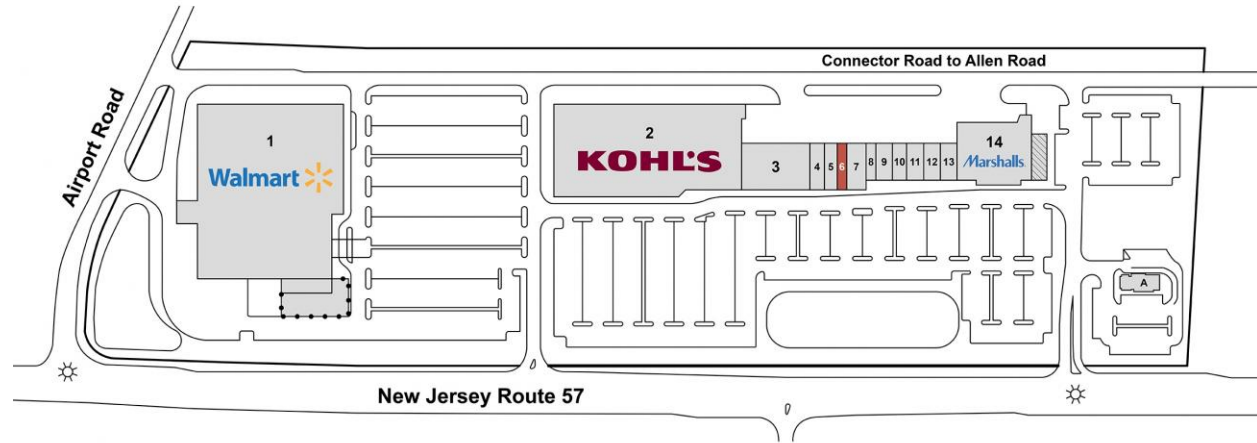 Connector Road to Allen Road
Airport Road
1
Walmart
2
KOHL'S
3
4
5
6
7
8
9
10
11
12
13
14
Marshalls
A
New Jersey Route 57